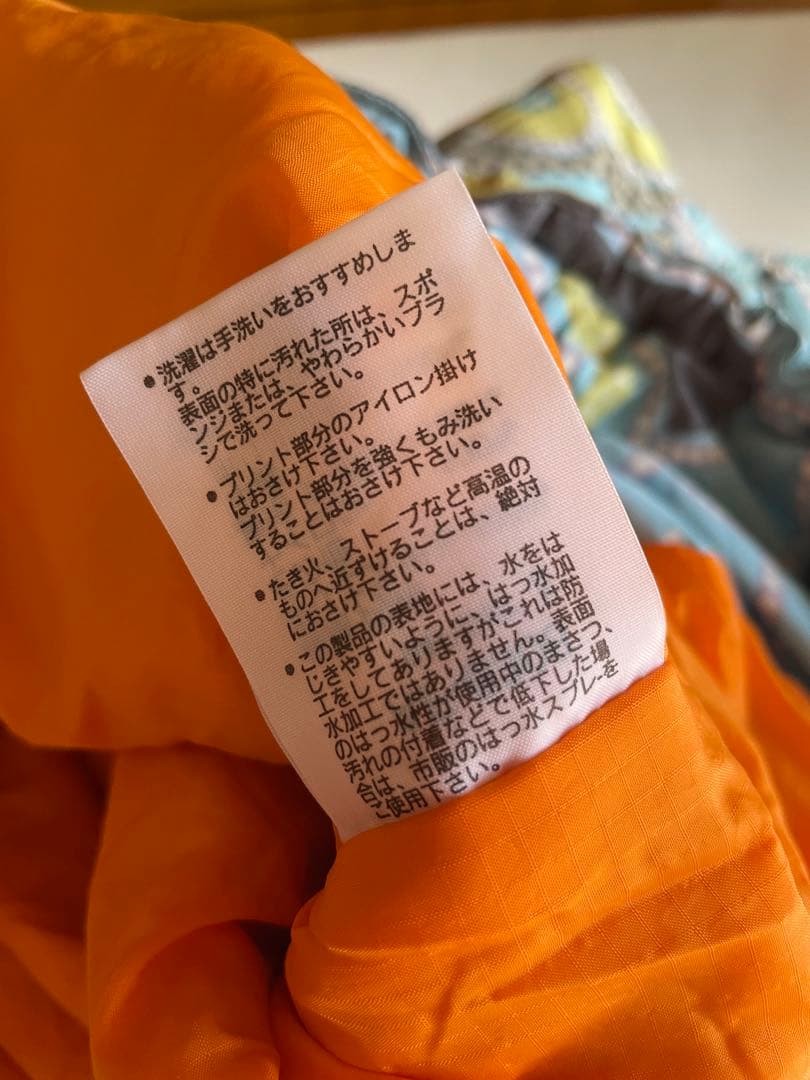 ●洗濯は手洗いをおすすめしま
す。
表面の特に汚れた所は、スポ
ンジまたは、やわらかいブラ
シで洗って下さい。
●プリント部分のアイロン掛け
はおさけ下さい。
プリント部分を強くもみ洗い
することはおさけ下さい。
●たき火、ストーブなど高温の
ものへ近ずけることは、絶対
におさけ下さい。
●この製品の表地には、水をは
じきやすいように、はっ水加
工をしてありますがこれは防
水加工ではありません。表面
のはっ水性が使用中のまさつ、
汚れの付着などで低下した場
合は、市販のはっ水スプレ-を
ご使用下さい。